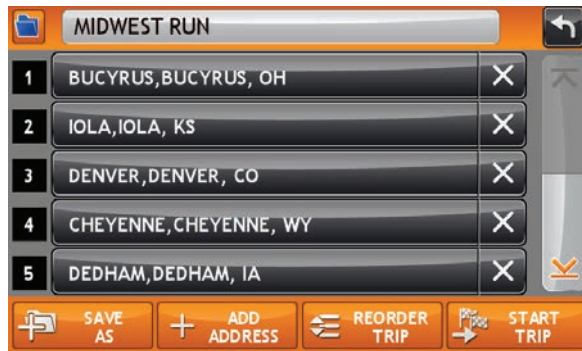 MIDWEST RUN
1 BUCYRUS,BUCYRUS, OH
2 IOLA,IOLA, KS
3 DENVER,DENVER, CO
4 CHEYENNE,CHEYENNE, WY
5 DEDHAM,DEDHAM, IA
SAVE AS
ADD ADDRESS
REORDER TRIP
START TRIP